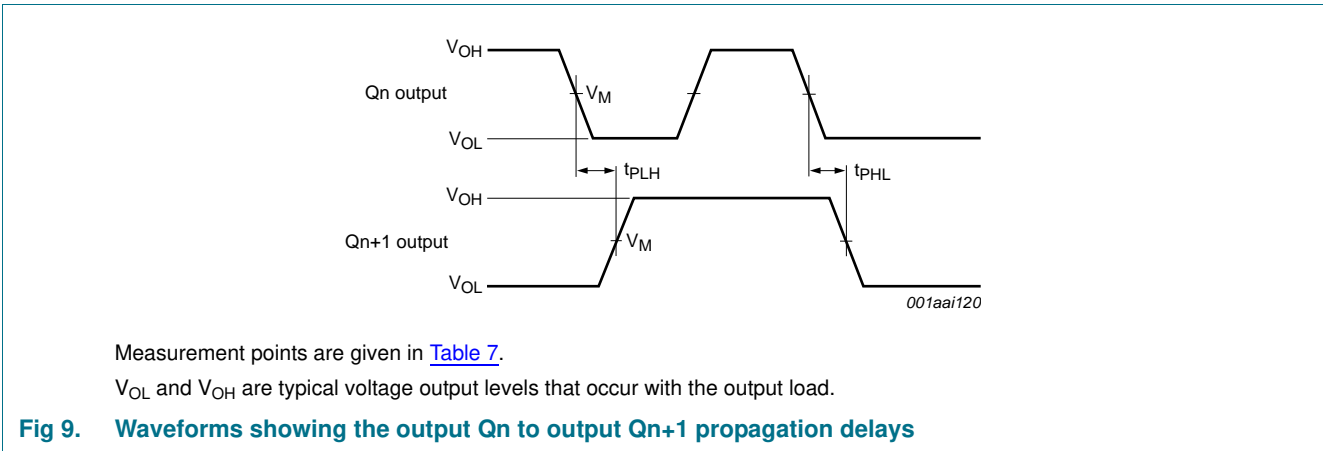 VOH
Qn output
VM
VOL
tPLH
tPHL
VOH
Qn+1 output
VM
VOL
001aai120
Measurement points are given in Table 7.
VOL and VOH are typical voltage output levels that occur with the output load.
Fig 9. Waveforms showing the output Qn to output Qn+1 propagation delays